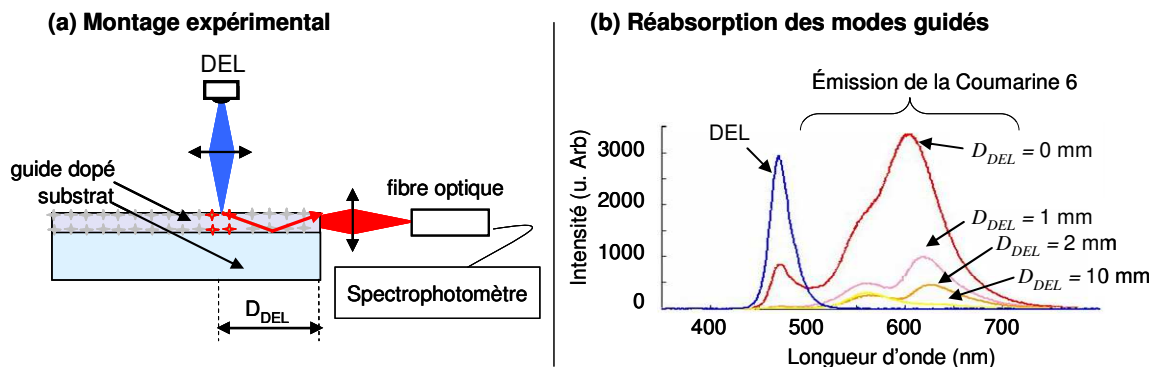 (a) Montage expérimental
DEL
guide dopé
substrat
fibre optique
Spectrophotomètre
D_DEL
(b) Réabsorption des modes guidés
Émission de la Coumarine 6
DEL
D_DEL = 0 mm
D_DEL = 1 mm
D_DEL = 2 mm
D_DEL = 10 mm
Intensité (u. Arb)
3000
2000
1000
0
400 500 600 700
Longueur d'onde (nm)